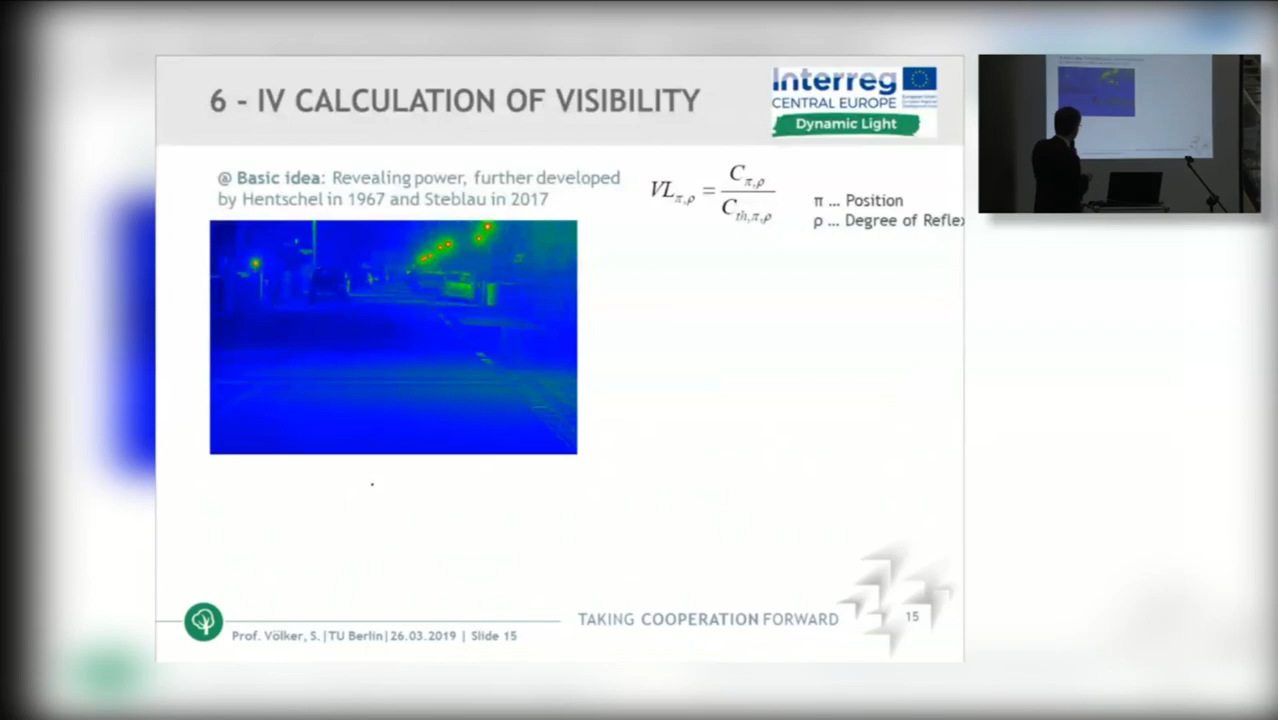 6 - IV CALCULATION OF VISIBILITY
Interreg
CENTRAL EUROPE
Dynamic Light
@ Basic idea: Revealing power, further developed
by Hentschel in 1967 and Steblau in 2017
VLπ,ρ = Cπ,ρ / Cth,π,ρ
π ... Position
ρ ... Degree of Reflex
TAKING COOPERATION FORWARD
15
Prof. Völker, S.|TU Berlin|26.03.2019 | Slide 15